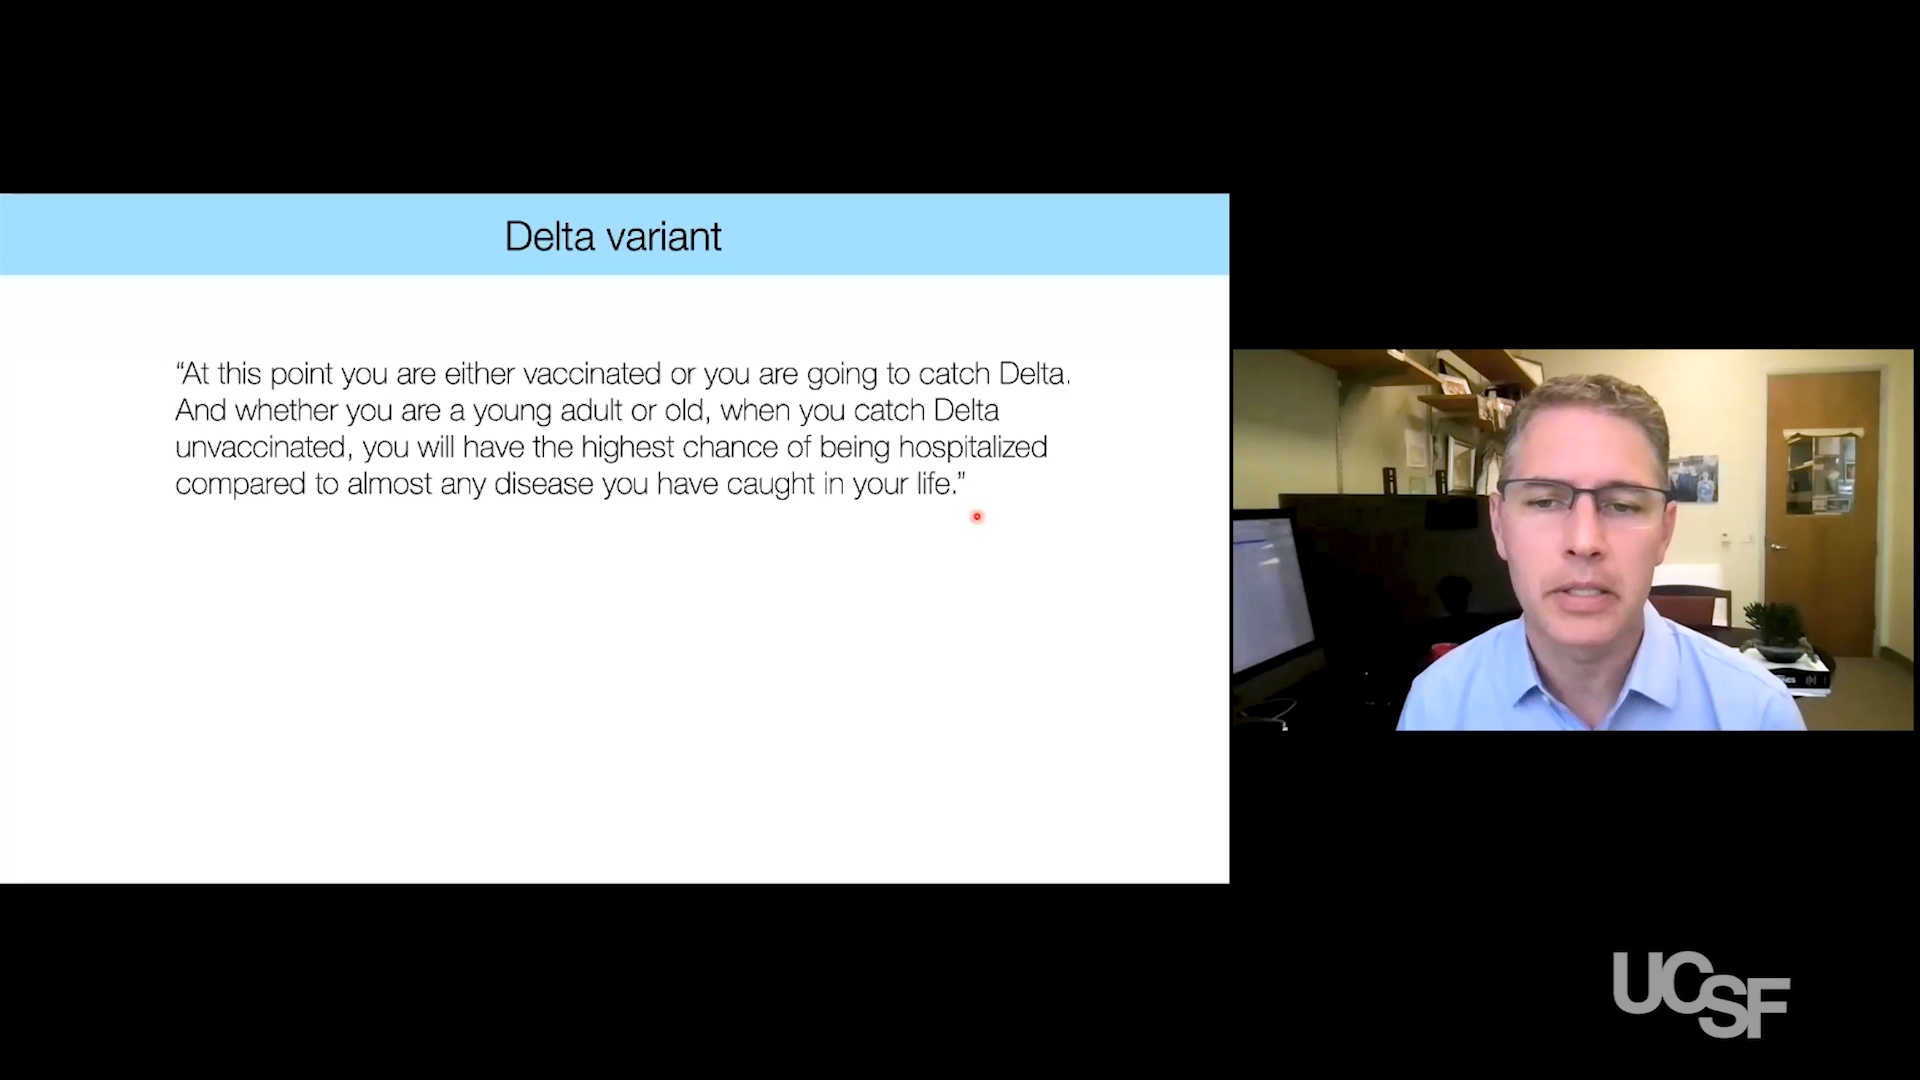 Delta variant
“At this point you are either vaccinated or you are going to catch Delta.
And whether you are a young adult or old, when you catch Delta
unvaccinated, you will have the highest chance of being hospitalized
compared to almost any disease you have caught in your life.”
UCSF